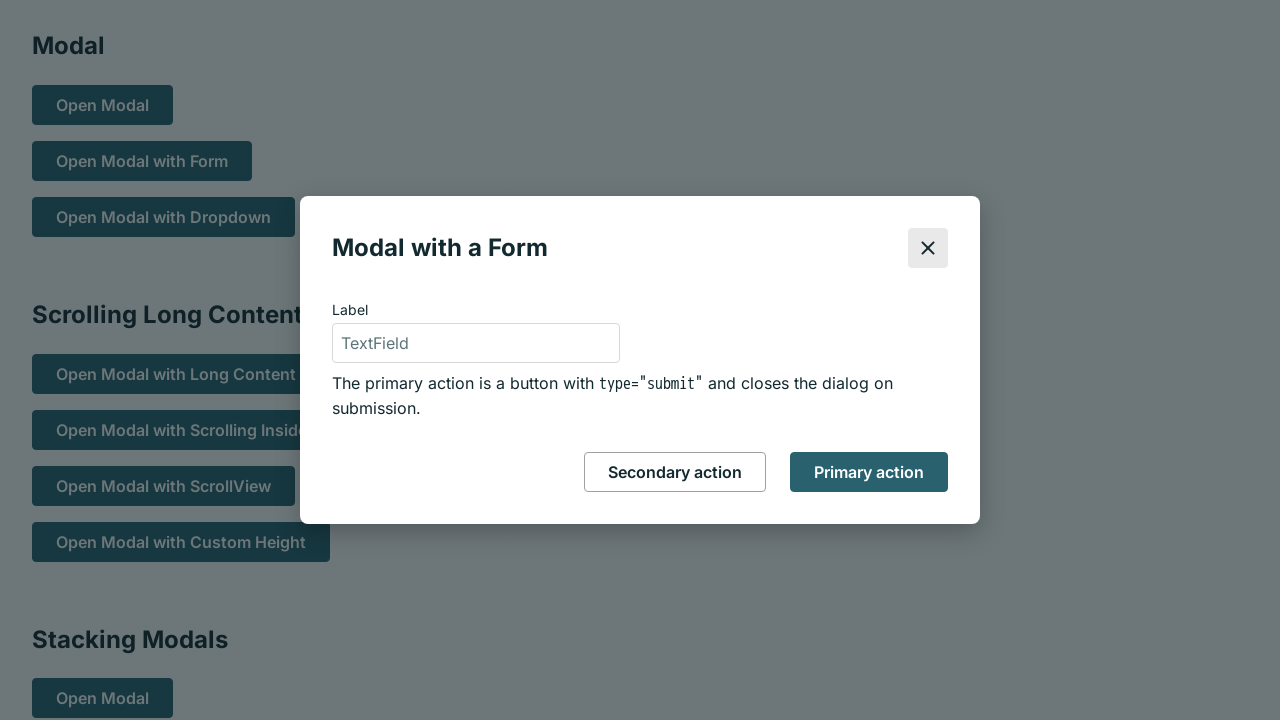 Modal
Open Modal
Open Modal with Form
Open Modal with Dropdown
Modal with a Form
Label
TextField
The primary action is a button with type="submit" and closes the dialog on
submission.
Secondary action
Primary action
Scrolling Long Content
Open Modal with Long Content
Open Modal with Scrolling Inside
Open Modal with ScrollView
Open Modal with Custom Height
Stacking Modals
Open Modal